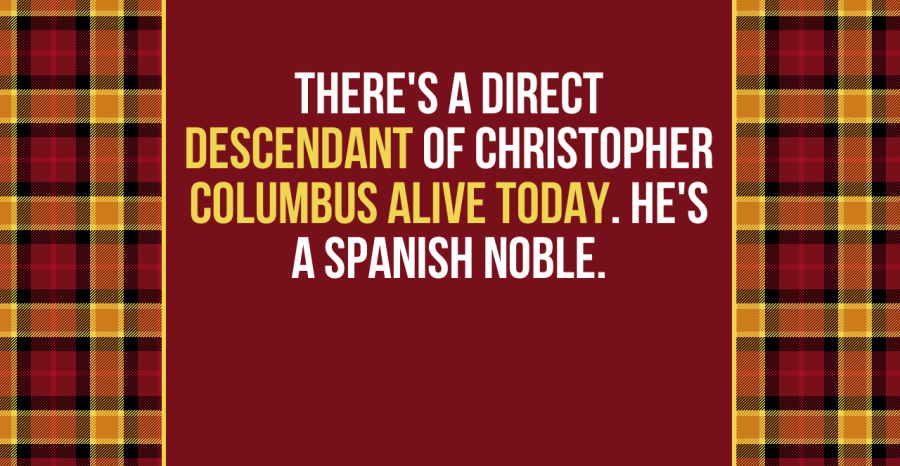 THERE'S A DIRECT
DESCENDANT OF CHRISTOPHER
COLUMBUS ALIVE TODAY. HE'S
A SPANISH NOBLE.